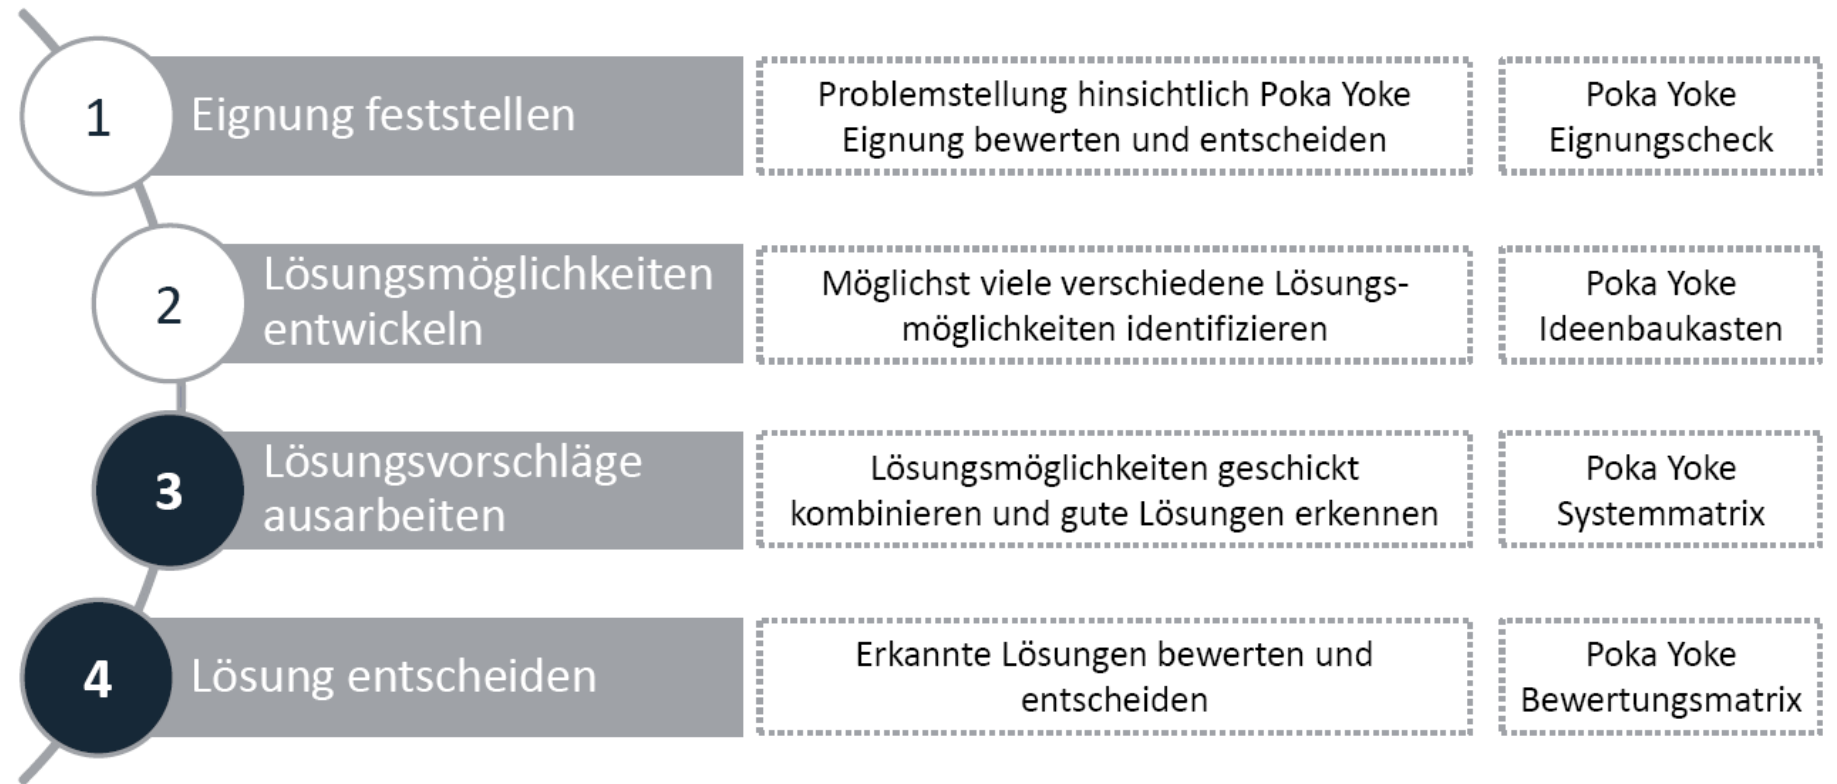 1
Eignung feststellen
Problemstellung hinsichtlich Poka Yoke
Eignung bewerten und entscheiden
Poka Yoke
Eignungscheck
2
Lösungsmöglichkeiten
entwickeln
Möglichst viele verschiedene Lösungs-
möglichkeiten identifizieren
Poka Yoke
Ideenbaukasten
3
Lösungsvorschläge
ausarbeiten
Lösungsmöglichkeiten geschickt
kombinieren und gute Lösungen erkennen
Poka Yoke
Systemmatrix
4
Lösung entscheiden
Erkannte Lösungen bewerten und
entscheiden
Poka Yoke
Bewertungsmatrix